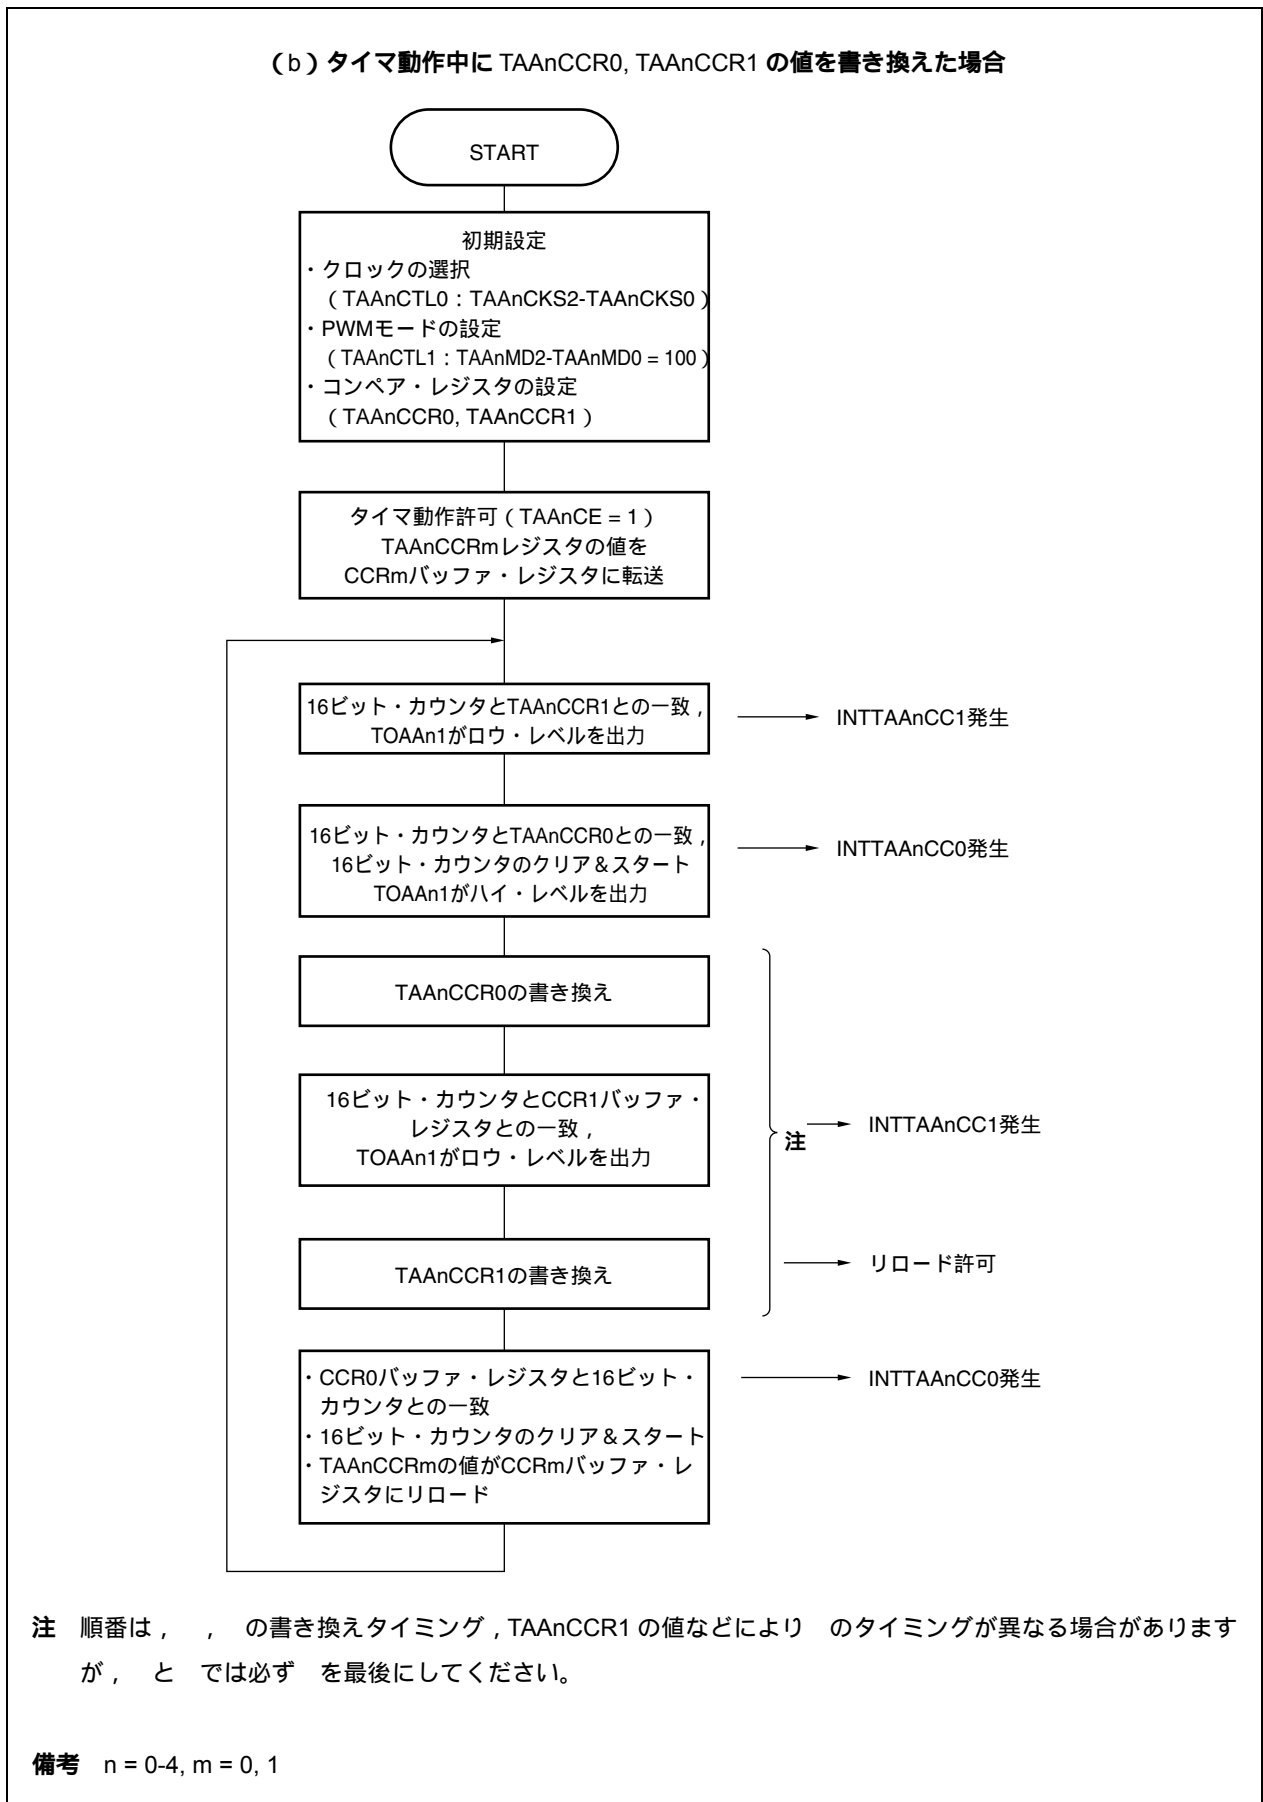 （b）タイマ動作中に TAAnCCR0, TAAnCCR1 の値を書き換えた場合
START
初期設定
・クロックの選択
（TAAnCTL0：TAAnCKS2-TAAnCKS0）
・PWMモードの設定
（TAAnCTL1：TAAnMD2-TAAnMD0 = 100）
・コンペア・レジスタの設定
（TAAnCCR0, TAAnCCR1）
タイマ動作許可（TAAnCE = 1）
TAAnCCRmレジスタの値を
CCRmバッファ・レジスタに転送
16ビット・カウンタとTAAnCCR1との一致，
TOAAn1がロウ・レベルを出力
INTTAAnCC1発生
16ビット・カウンタとTAAnCCR0との一致，
16ビット・カウンタのクリア＆スタート
TOAAn1がハイ・レベルを出力
INTTAAnCC0発生
TAAnCCR0の書き換え
16ビット・カウンタとCCR1バッファ・
レジスタとの一致，
TOAAn1がロウ・レベルを出力
注
INTTAAnCC1発生
TAAnCCR1の書き換え
リロード許可
・CCR0バッファ・レジスタと16ビット・
カウンタとの一致
・16ビット・カウンタのクリア＆スタート
・TAAnCCRmの値がCCRmバッファ・レ
ジスタにリロード
INTTAAnCC0発生
注　順番は，　，　の書き換えタイミング，TAAnCCR1 の値などにより　のタイミングが異なる場合があります
が，　と　では必ず　を最後にしてください。
備考　n = 0-4, m = 0, 1